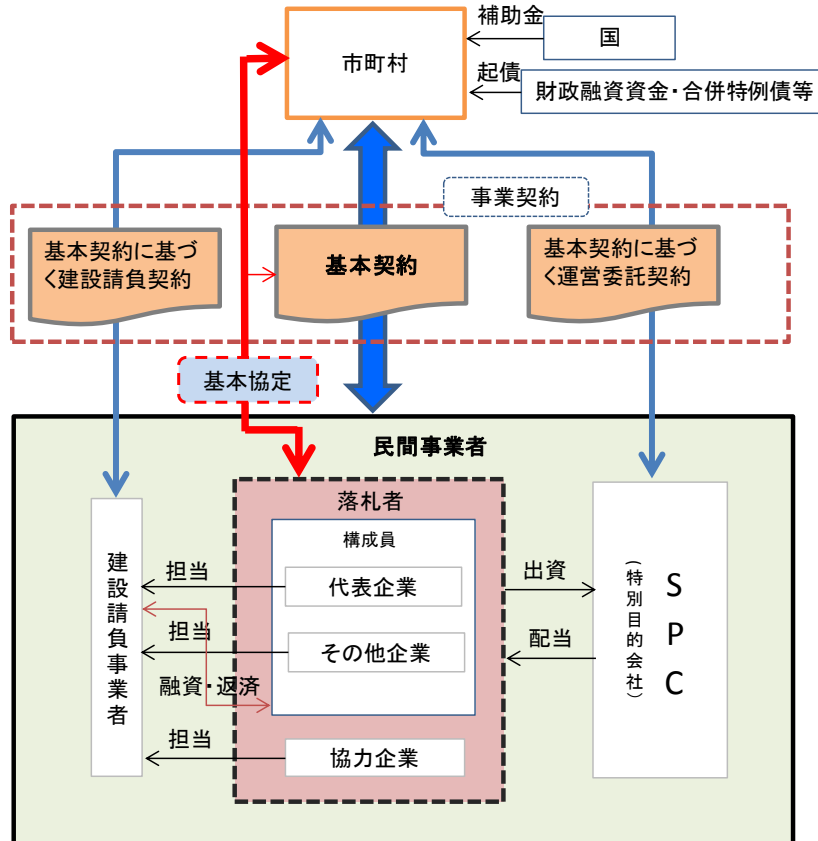 補助金
国
市町村
起債
財政融資資金・合併特例債等
事業契約
基本契約に基づ
く建設請負契約
基本契約
基本契約に基づ
く運営委託契約
基本協定
民間事業者
落札者
構成員
建設請負事業者
担当
代表企業
出資
担当
その他企業
配当
融資・返済
担当
協力企業
SPC
(特別目的会社)